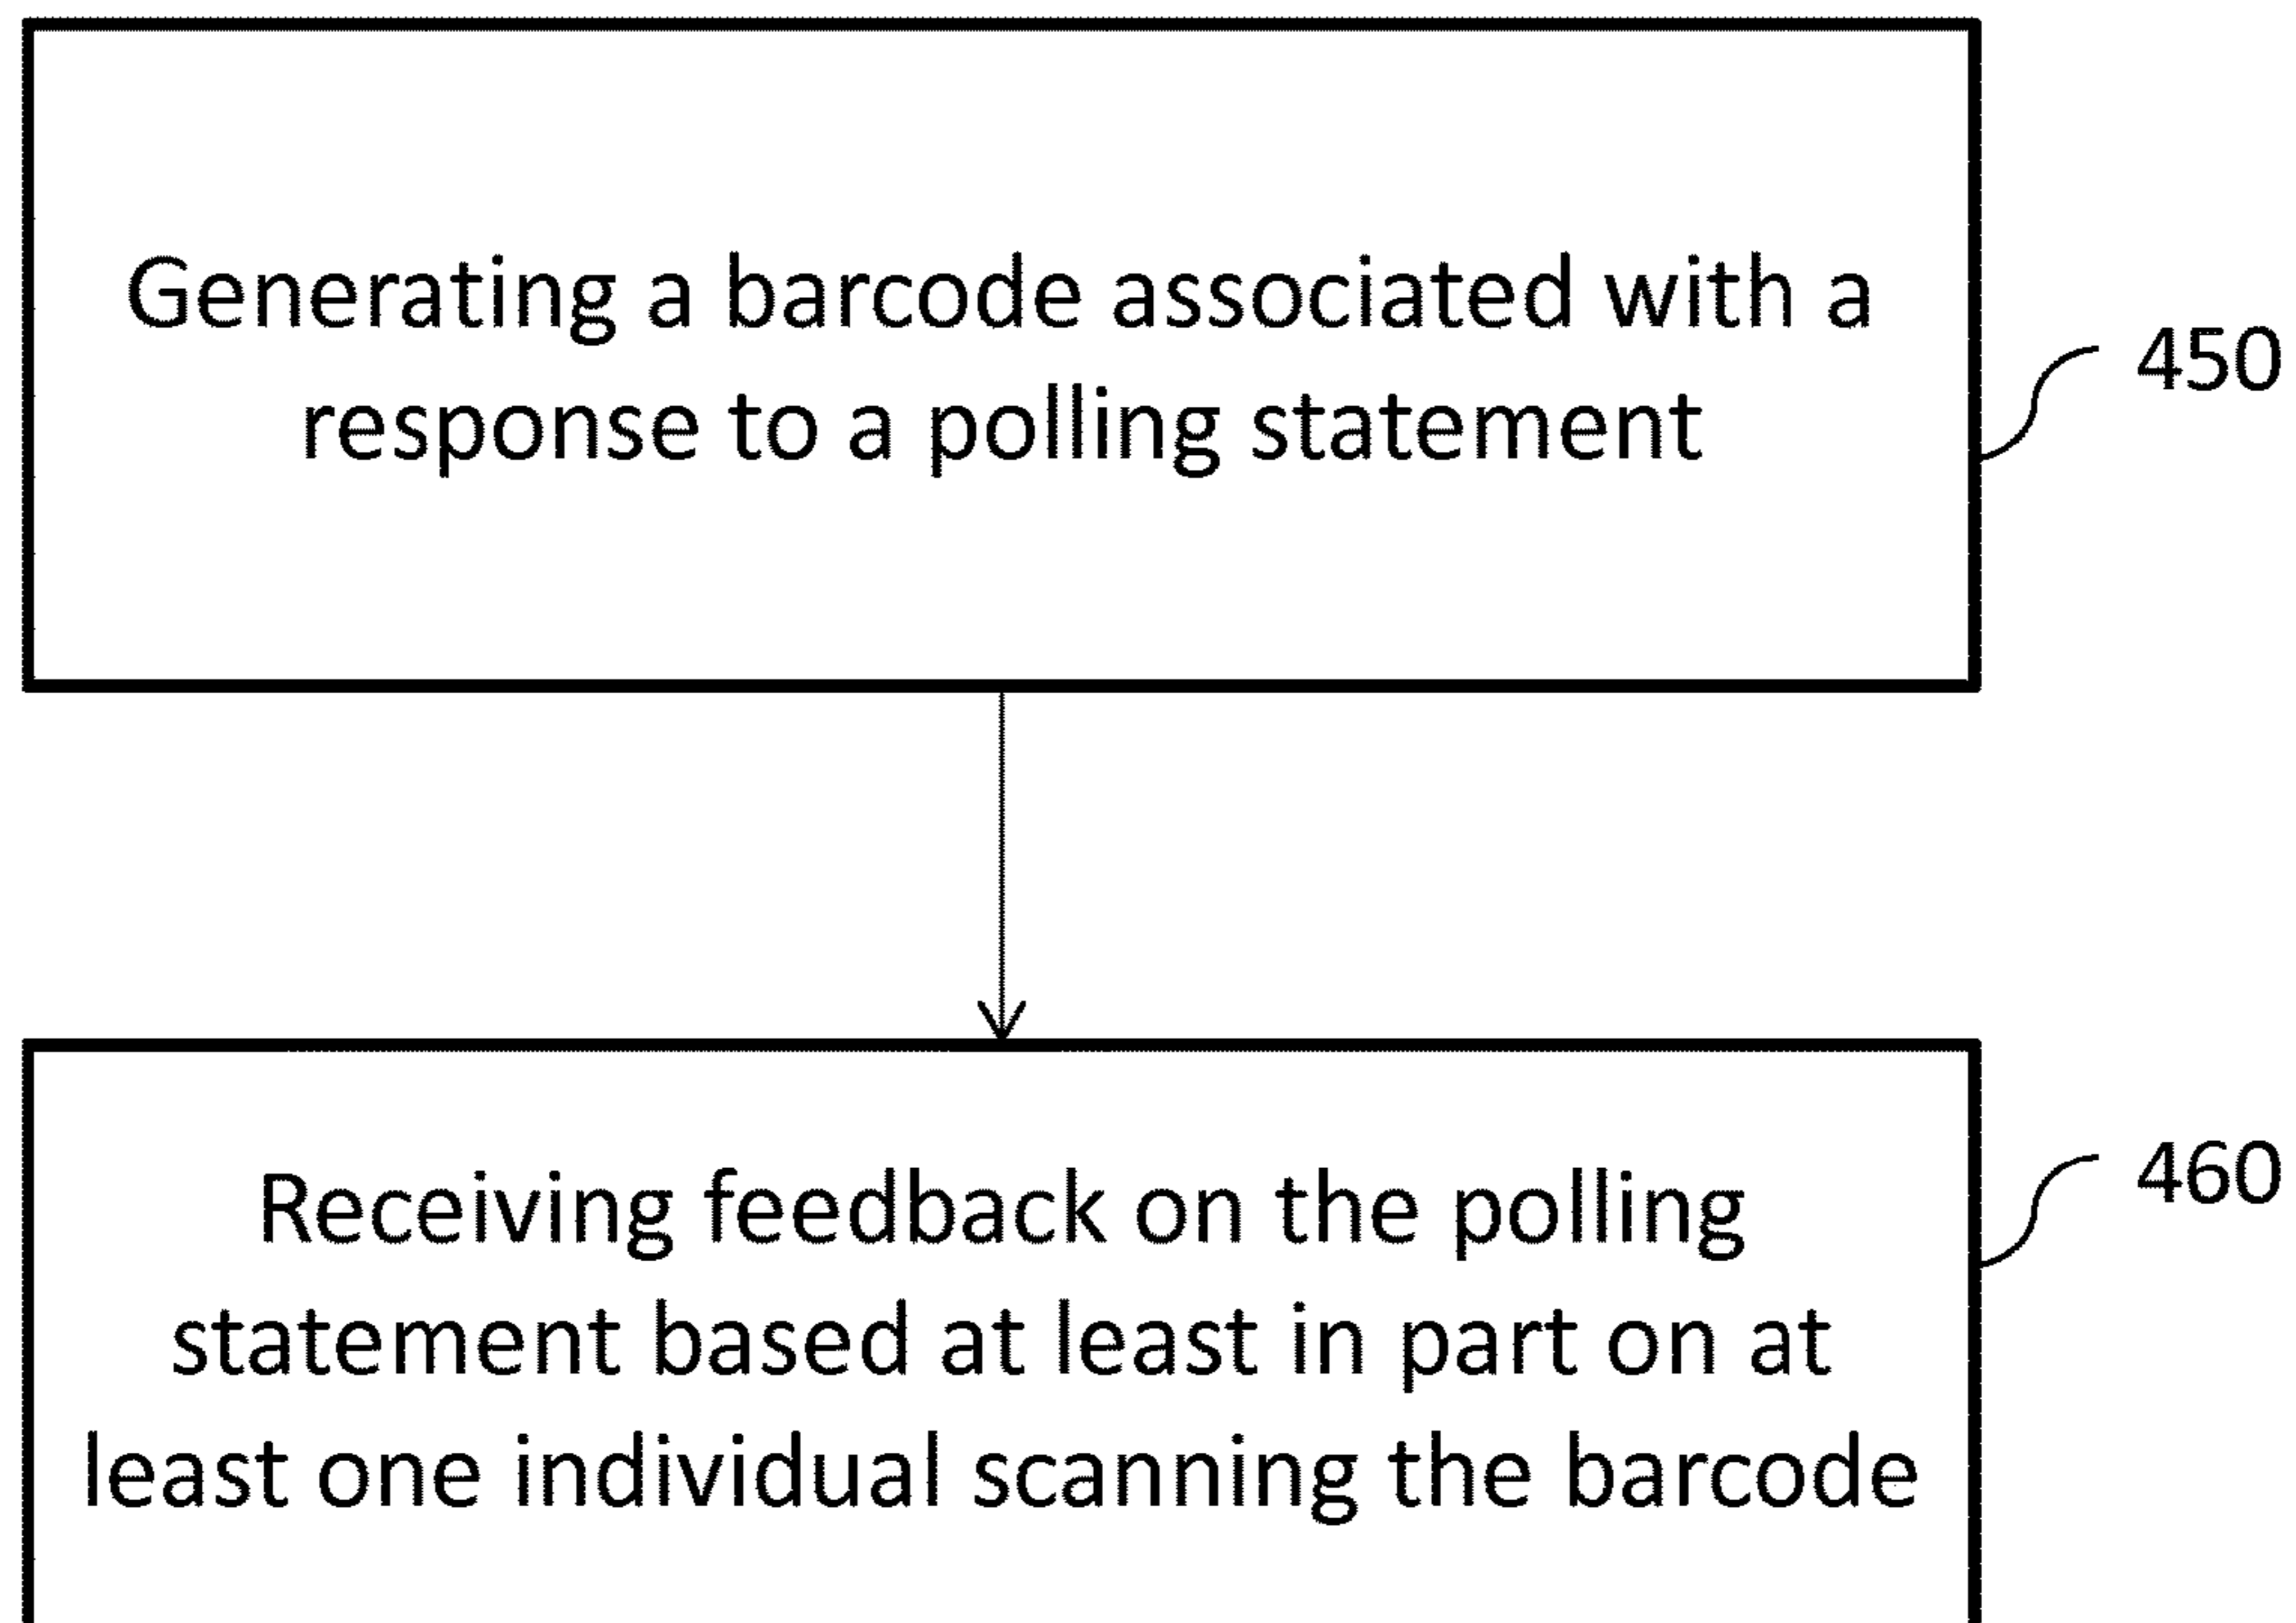 Generating a barcode associated with a
response to a polling statement
450
Receiving feedback on the polling
statement based at least in part on at
least one individual scanning the barcode
460